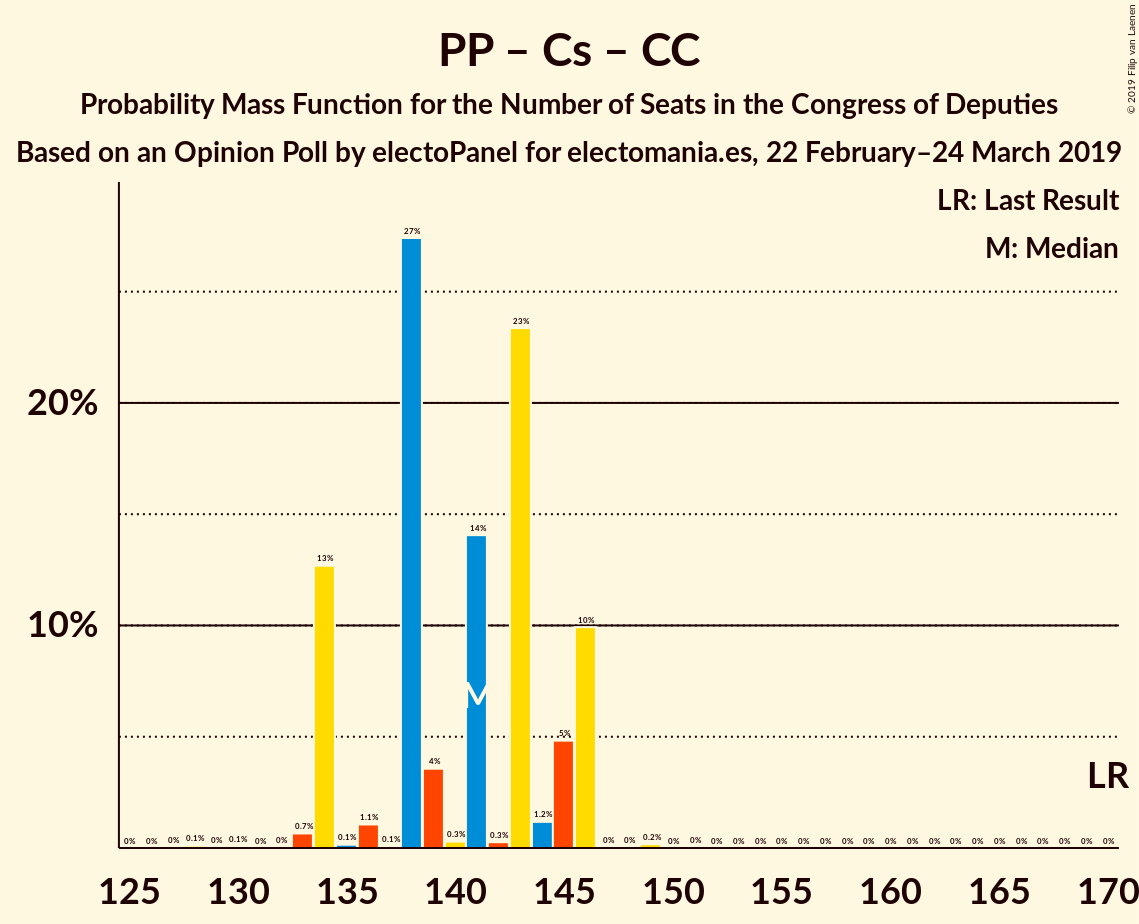 PP – Cs – CC
Probability Mass Function for the Number of Seats in the Congress of Deputies
Based on an Opinion Poll by electoPanel for electomania.es, 22 February–24 March 2019
© 2019 Filip van Laenen
LR: Last Result
M: Median
20%
10%
0% 0% 0% 0.1% 0% 0.1% 0% 0% 0.7% 13% 0.1% 1.1% 0.1% 27% 4% 0.3% 14% 0.3% 23% 1.2% 5% 10% 0% 0% 0.2% 0% 0% 0% 0% 0% 0% 0% 0% 0% 0% 0% 0% 0% 0% 0% 0% 0% 0% 0% 0% 0%
M
LR
125 130 135 140 145 150 155 160 165 170